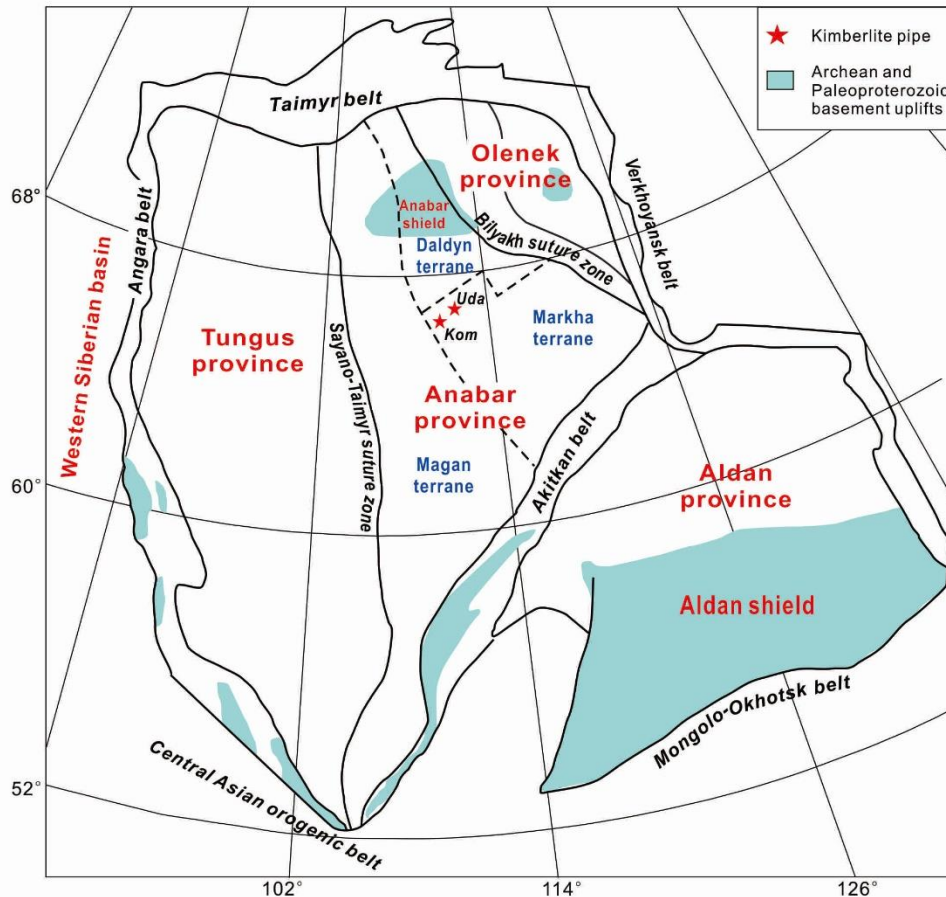 Kimberlite pipe
Archean and
Paleoproterozoic
basement uplifts
Taimyr belt
Olenek
province
68°
Verkhoyansk belt
Angara belt
Anabar
shield
Bilyakh suture zone
Daldyn
terrane
Western Siberian basin
Uda
Kom
Markha
terrane
Tungus
province
Sayano-Taimyr suture zone
Anabar
province
Akitkan belt
Magan
terrane
Aldan
province
60°
Aldan shield
Mongolo-Okhotsk belt
Central Asian orogenic
belt
52°
102°
114°
126°